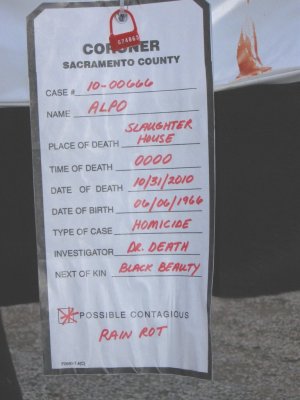 CORONER
SACRAMENTO COUNTY
CASE # 10-00666
NAME ALPO
PLACE OF DEATH SLAUGHTER HOUSE
TIME OF DEATH 0000
DATE OF DEATH 10/31/2010
DATE OF BIRTH 06/06/1966
TYPE OF CASE HOMICIDE
INVESTIGATOR DR. DEATH
NEXT OF KIN BLACK BEAUTY
POSSIBLE CONTAGIOUS
RAIN ROT